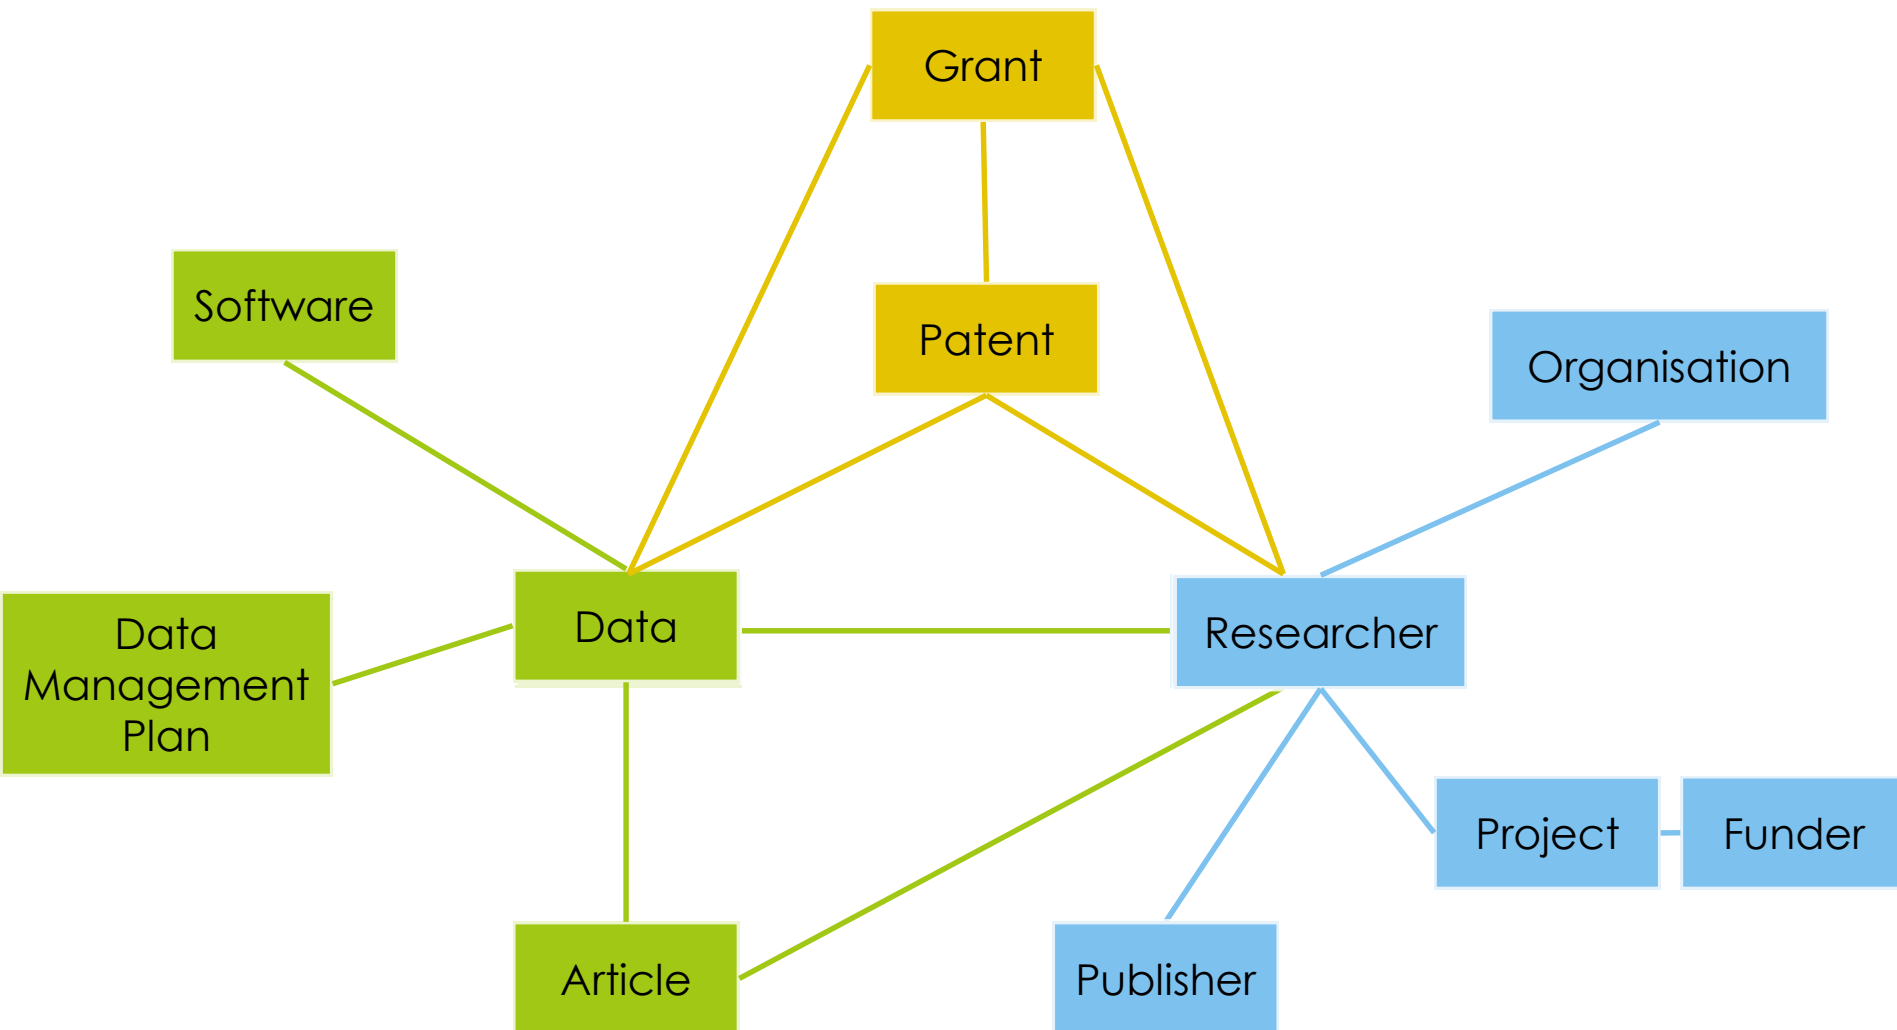 Grant
Software
Patent
Organisation
Data
Management
Plan
Data
Researcher
Project
Funder
Article
Publisher